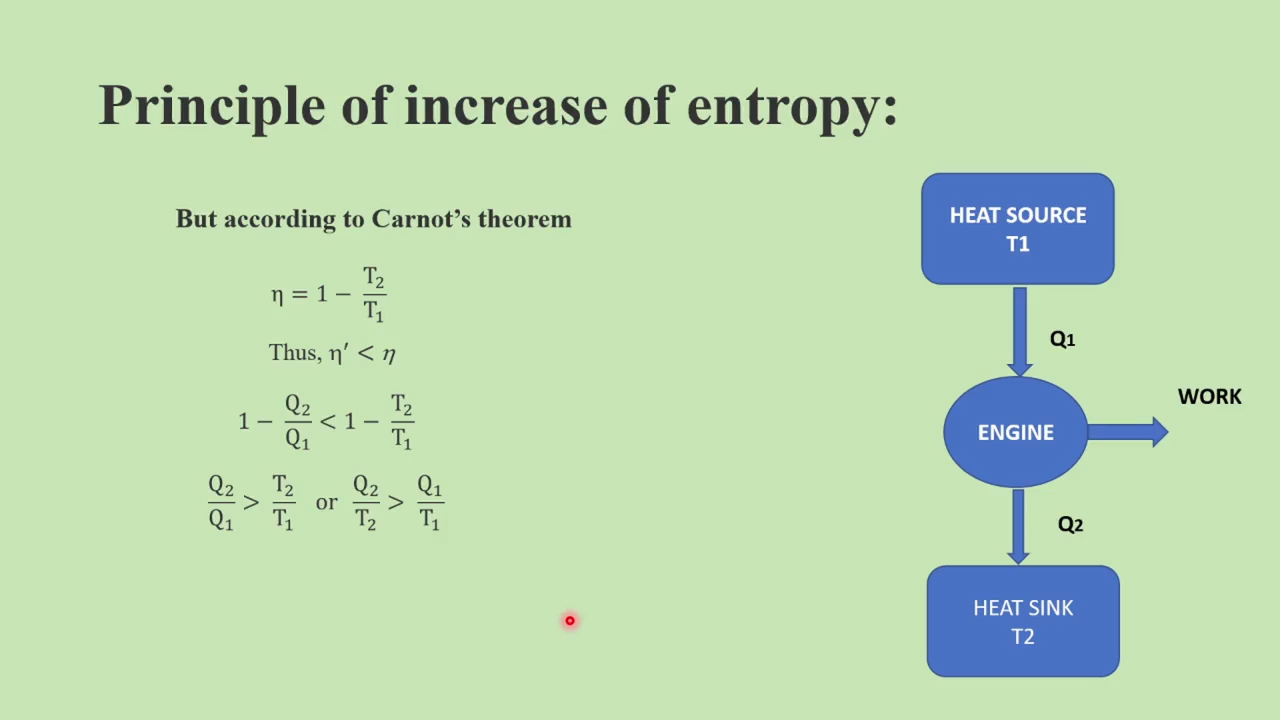 Principle of increase of entropy:
But according to Carnot’s theorem
η = 1 − T₂/T₁
Thus, η′ < η
1 − Q₂/Q₁ < 1 − T₂/T₁
Q₂/Q₁ > T₂/T₁ or Q₂/T₂ > Q₁/T₁
HEAT SOURCE
T1
Q1
WORK
ENGINE
Q2
HEAT SINK
T2